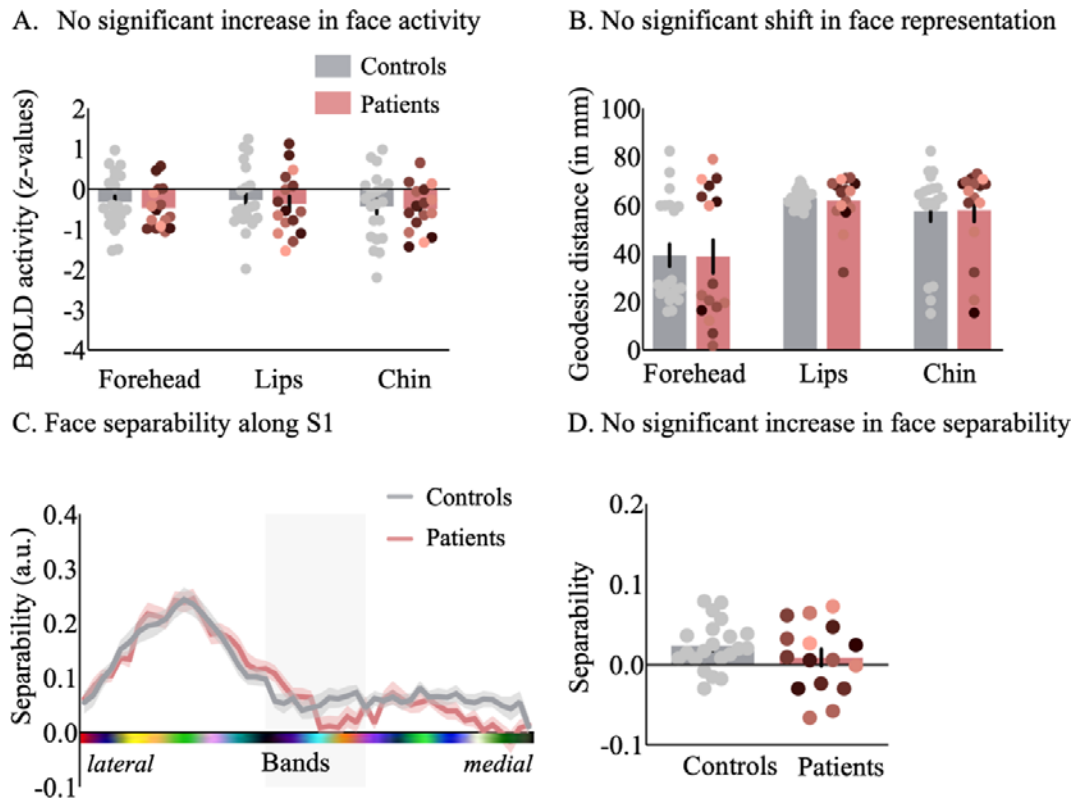 A. No significant increase in face activity
Controls
Patients
BOLD activity (z-values)
2
1
0
-1
-2
-3
-4
Forehead
Lips
Chin
B. No significant shift in face representation
Geodesic distance (in mm)
100
80
60
40
20
0
Forehead
Lips
Chin
C. Face separability along S1
Controls
Patients
Separability (a.u.)
0.4
0.3
0.2
0.1
0.0
-0.1
lateral
Bands
medial
D. No significant increase in face separability
Separability
0.2
0.1
0.0
-0.1
Controls
Patients